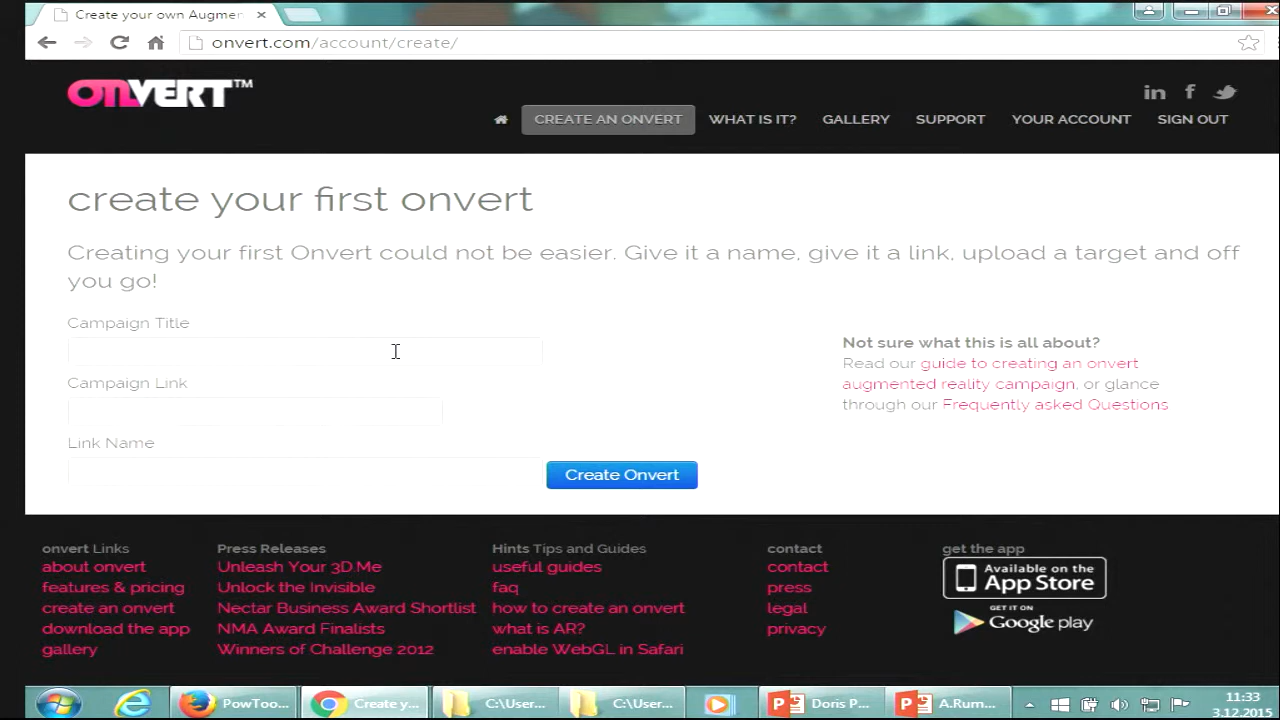 Create your own Augmen
onvert.com/account/create/
ONVERT™
in f
CREATE AN ONVERT WHAT IS IT? GALLERY SUPPORT YOUR ACCOUNT SIGN OUT
create your first onvert
Creating your first Onvert could not be easier. Give it a name, give it a link, upload a target and off
you go!
Campaign Title
Campaign Link
Link Name
Create Onvert
Not sure what this is all about?
Read our guide to creating an onvert
augmented reality campaign, or glance
through our Frequently asked Questions
onvert Links
about onvert
features & pricing
create an onvert
download the app
gallery
Press Releases
Unleash Your 3D Me
Unlock the Invisible
Nectar Business Award Shortlist
NMA Award Finalists
Winners of Challenge 2012
Hints Tips and Guides
useful guides
faq
how to create an onvert
what is AR?
enable WebGL in Safari
contact
contact
press
legal
privacy
get the app
Available on the
App Store
GET IT ON
Google play
PowToo... Create y... C:\User... C:\User... Doris P... A.Rum...
11:33
3.12.2015